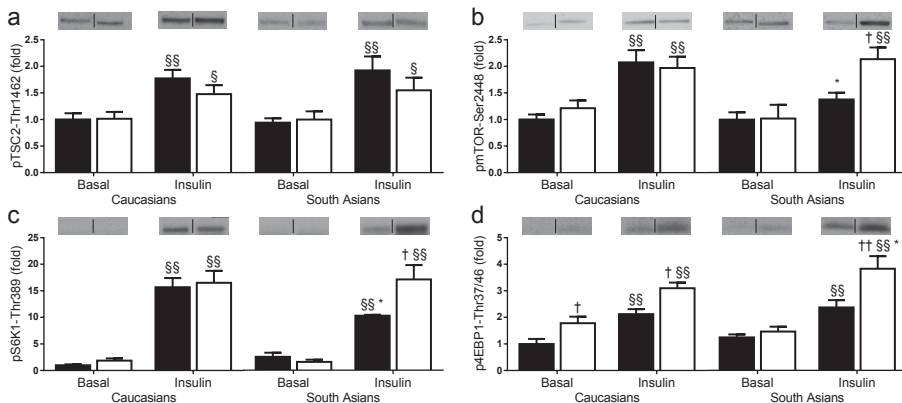 a
pTSC2-Thr1462 (fold)
2.5
2.0
1.5
1.0
0.5
0.0
§§
§
§§
§
Basal Insulin Basal Insulin
Caucasians South Asians
b
pmTOR-Ser2448 (fold)
2.5
2.0
1.5
1.0
0.5
0.0
§§
§§
*
† §§
Basal Insulin Basal Insulin
Caucasians South Asians
c
pS6K1-Thr389 (fold)
25
20
15
10
5
0
§§
§§
§§ *
† §§
Basal Insulin Basal Insulin
Caucasians South Asians
d
p4EBP1-Thr37/46 (fold)
5
4
3
2
1
0
†
§§
† §§
§§
†† §§ *
Basal Insulin Basal Insulin
Caucasians South Asians